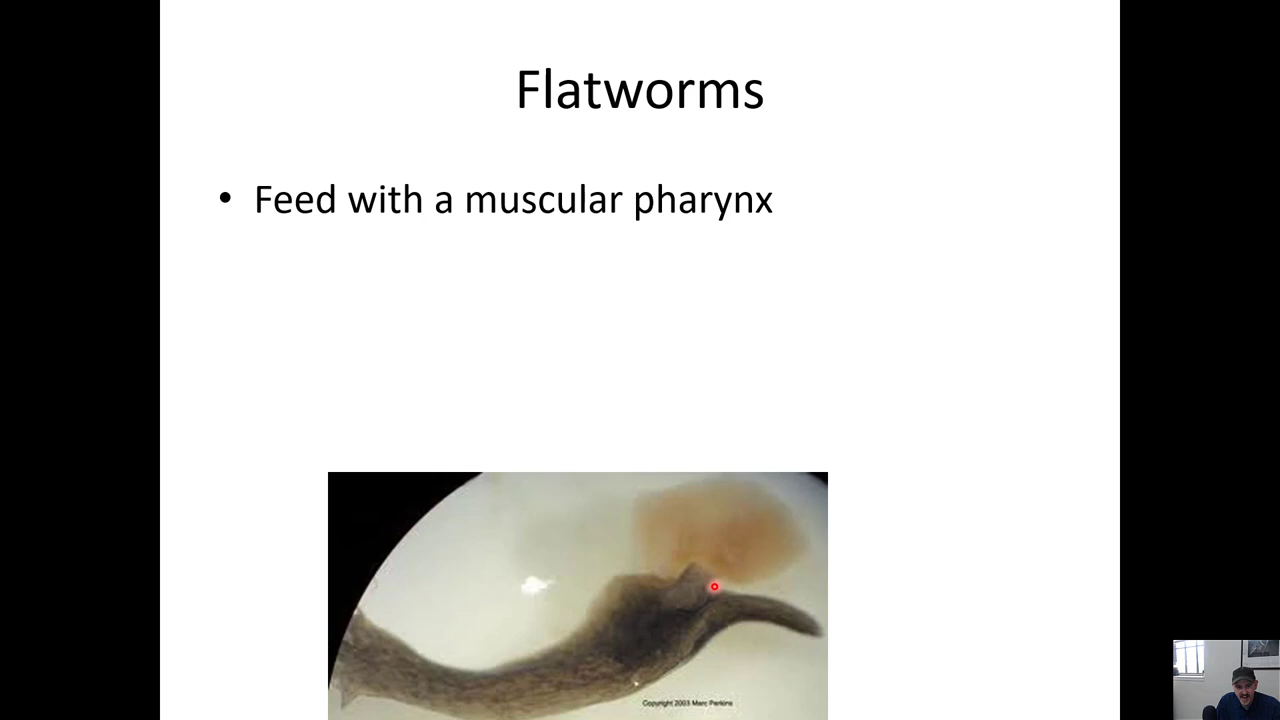 Flatworms
• Feed with a muscular pharynx
Copyright 2003 Marc Perkins